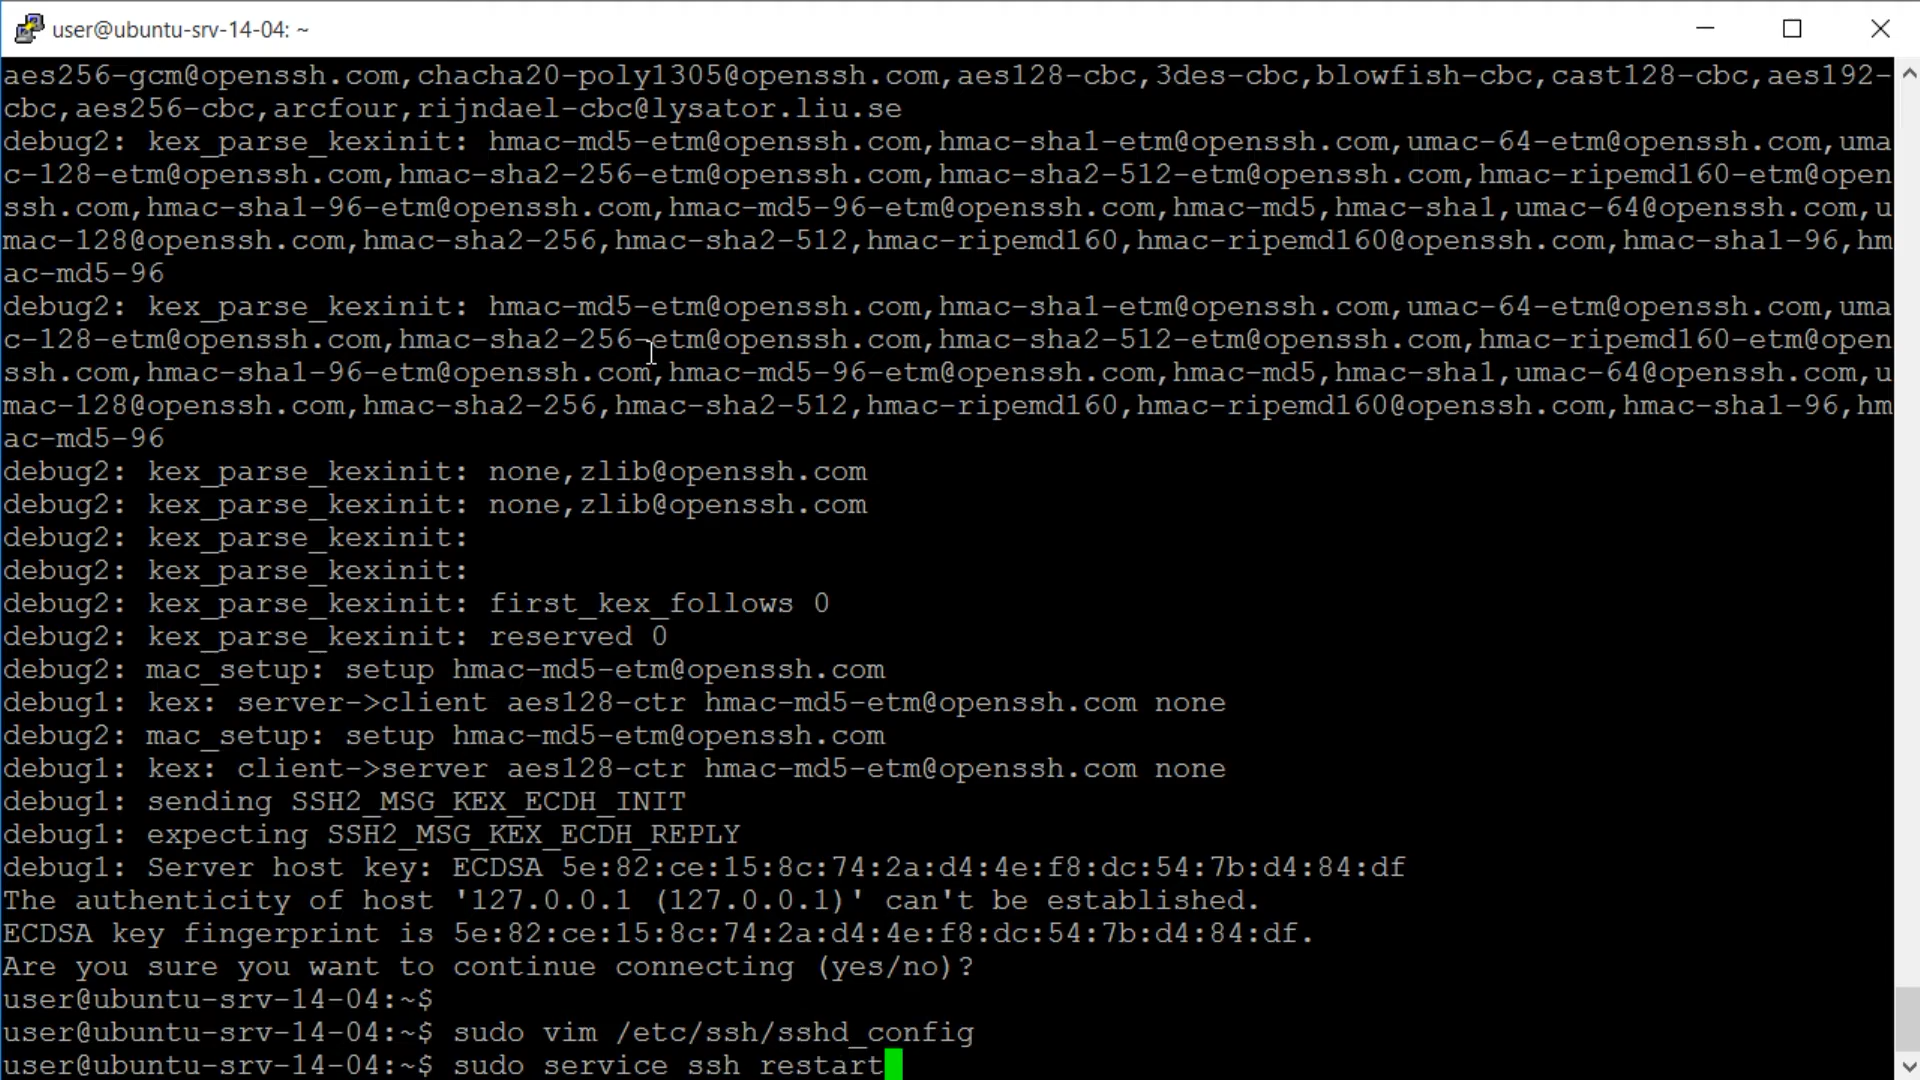 user@ubuntu-srv-14-04: ~
aes256-gcm@openssh.com,chacha20-poly1305@openssh.com,aes128-cbc,3des-cbc,blowfish-cbc,cast128-cbc,aes192-
cbc,aes256-cbc,arcfour,rijndael-cbc@lysator.liu.se
debug2: kex_parse_kexinit: hmac-md5-etm@openssh.com,hmac-sha1-etm@openssh.com,umac-64-etm@openssh.com,uma
c-128-etm@openssh.com,hmac-sha2-256-etm@openssh.com,hmac-sha2-512-etm@openssh.com,hmac-ripemd160-etm@open
ssh.com,hmac-sha1-96-etm@openssh.com,hmac-md5-96-etm@openssh.com,hmac-md5,hmac-sha1,umac-64@openssh.com,u
mac-128@openssh.com,hmac-sha2-256,hmac-sha2-512,hmac-ripemd160,hmac-ripemd160@openssh.com,hmac-sha1-96,hm
ac-md5-96
debug2: kex_parse_kexinit: hmac-md5-etm@openssh.com,hmac-sha1-etm@openssh.com,umac-64-etm@openssh.com,uma
c-128-etm@openssh.com,hmac-sha2-256-etm@openssh.com,hmac-sha2-512-etm@openssh.com,hmac-ripemd160-etm@open
ssh.com,hmac-sha1-96-etm@openssh.com,hmac-md5-96-etm@openssh.com,hmac-md5,hmac-sha1,umac-64@openssh.com,u
mac-128@openssh.com,hmac-sha2-256,hmac-sha2-512,hmac-ripemd160,hmac-ripemd160@openssh.com,hmac-sha1-96,hm
ac-md5-96
debug2: kex_parse_kexinit: none,zlib@openssh.com
debug2: kex_parse_kexinit: none,zlib@openssh.com
debug2: kex_parse_kexinit:
debug2: kex_parse_kexinit:
debug2: kex_parse_kexinit: first_kex_follows 0
debug2: kex_parse_kexinit: reserved 0
debug2: mac_setup: setup hmac-md5-etm@openssh.com
debug1: kex: server->client aes128-ctr hmac-md5-etm@openssh.com none
debug2: mac_setup: setup hmac-md5-etm@openssh.com
debug1: kex: client->server aes128-ctr hmac-md5-etm@openssh.com none
debug1: sending SSH2_MSG_KEX_ECDH_INIT
debug1: expecting SSH2_MSG_KEX_ECDH_REPLY
debug1: Server host key: ECDSA 5e:82:ce:15:8c:74:2a:d4:4e:f8:dc:54:7b:d4:84:df
The authenticity of host '127.0.0.1 (127.0.0.1)' can't be established.
ECDSA key fingerprint is 5e:82:ce:15:8c:74:2a:d4:4e:f8:dc:54:7b:d4:84:df.
Are you sure you want to continue connecting (yes/no)?
user@ubuntu-srv-14-04:~$
user@ubuntu-srv-14-04:~$ sudo vim /etc/ssh/sshd_config
user@ubuntu-srv-14-04:~$ sudo service ssh restart